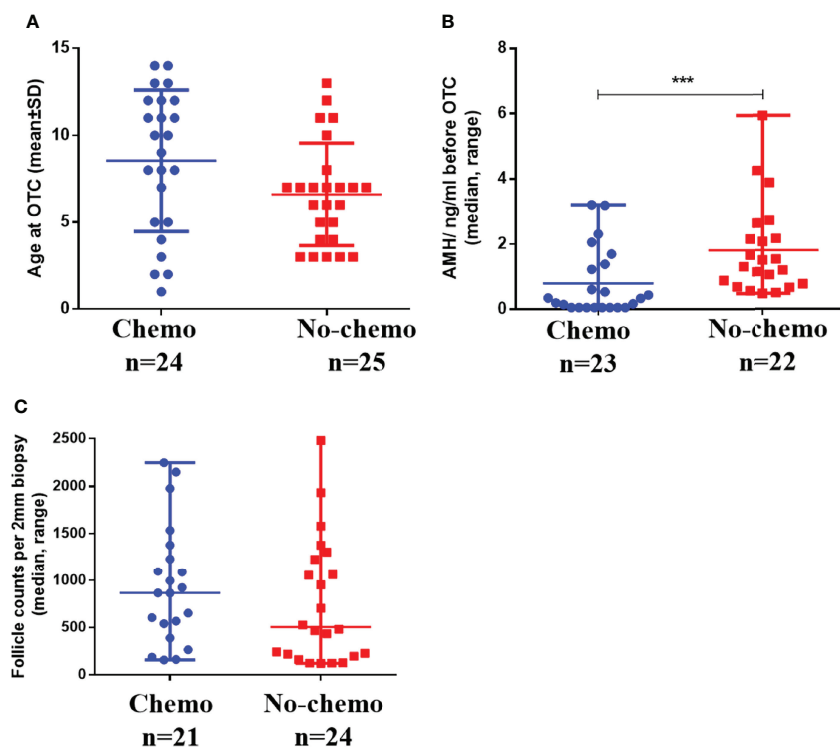 A
Age at OTC (mean±SD)
15
10
5
0
Chemo
n=24
No-chemo
n=25
B
AMH/ ng/ml before OTC
(median, range)
8
6
4
2
0
***
Chemo
n=23
No-chemo
n=22
C
Follicle counts per 2mm biopsy
(median, range)
2500
2000
1500
1000
500
0
Chemo
n=21
No-chemo
n=24